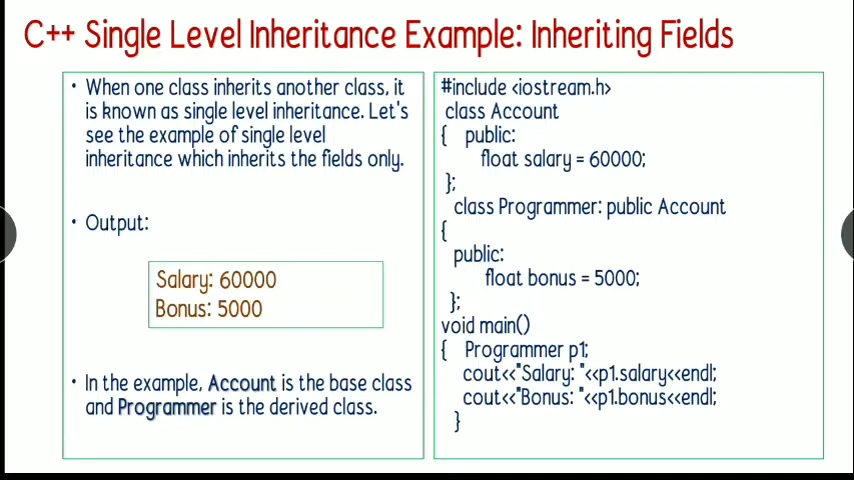 C++ Single Level Inheritance Example: Inheriting Fields
• When one class inherits another class, it
is known as single level inheritance. Let's
see the example of single level
inheritance which inherits the fields only.
• Output:
Salary: 60000
Bonus: 5000
• In the example, Account is the base class
and Programmer is the derived class.
#include <iostream.h>
class Account
{ public:
float salary = 60000;
};
class Programmer: public Account
{
public:
float bonus = 5000;
};
void main()
{ Programmer p1;
cout<<"Salary: "<<p1.salary<<endl;
cout<<"Bonus: "<<p1.bonus<<endl;
}